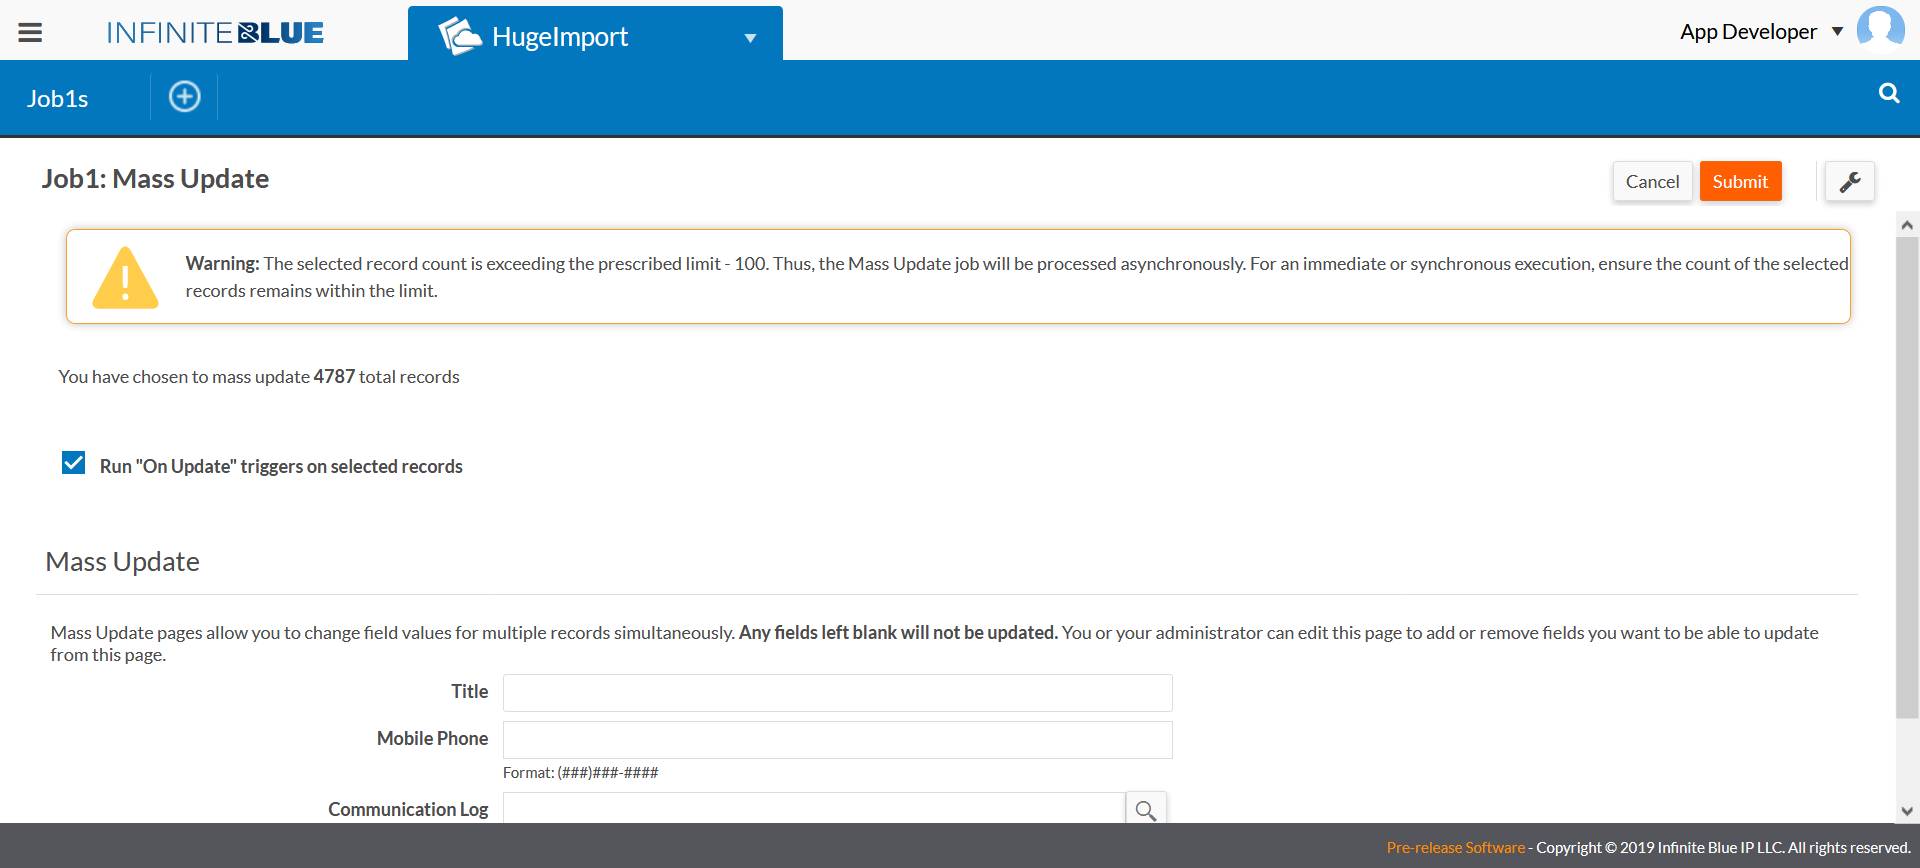 INFINITEBLUE
HugeImport
App Developer
Job1s
Job1: Mass Update
Cancel
Submit
Warning: The selected record count is exceeding the prescribed limit - 100. Thus, the Mass Update job will be processed asynchronously. For an immediate or synchronous execution, ensure the count of the selected
records remains within the limit.
You have chosen to mass update 4787 total records
Run "On Update" triggers on selected records
Mass Update
Mass Update pages allow you to change field values for multiple records simultaneously. Any fields left blank will not be updated. You or your administrator can edit this page to add or remove fields you want to be able to update
from this page.
Title
Mobile Phone
Format: (###)###-####
Communication Log
Pre-release Software - Copyright © 2019 Infinite Blue IP LLC. All rights reserved.